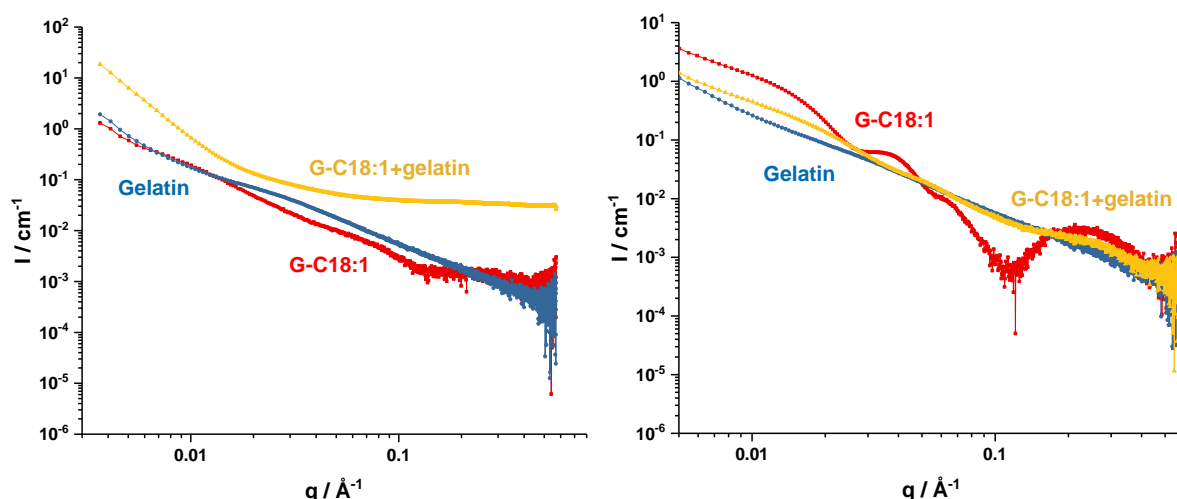 10²
10¹
10⁰
10⁻¹
10⁻²
10⁻³
10⁻⁴
10⁻⁵
10⁻⁶
I / cm⁻¹
G-C18:1+gelatin
Gelatin
G-C18:1
0.01
0.1
q / Å⁻¹
10¹
10⁰
10⁻¹
10⁻²
10⁻³
10⁻⁴
10⁻⁵
10⁻⁶
I / cm⁻¹
G-C18:1
Gelatin
G-C18:1+gelatin
0.01
0.1
q / Å⁻¹